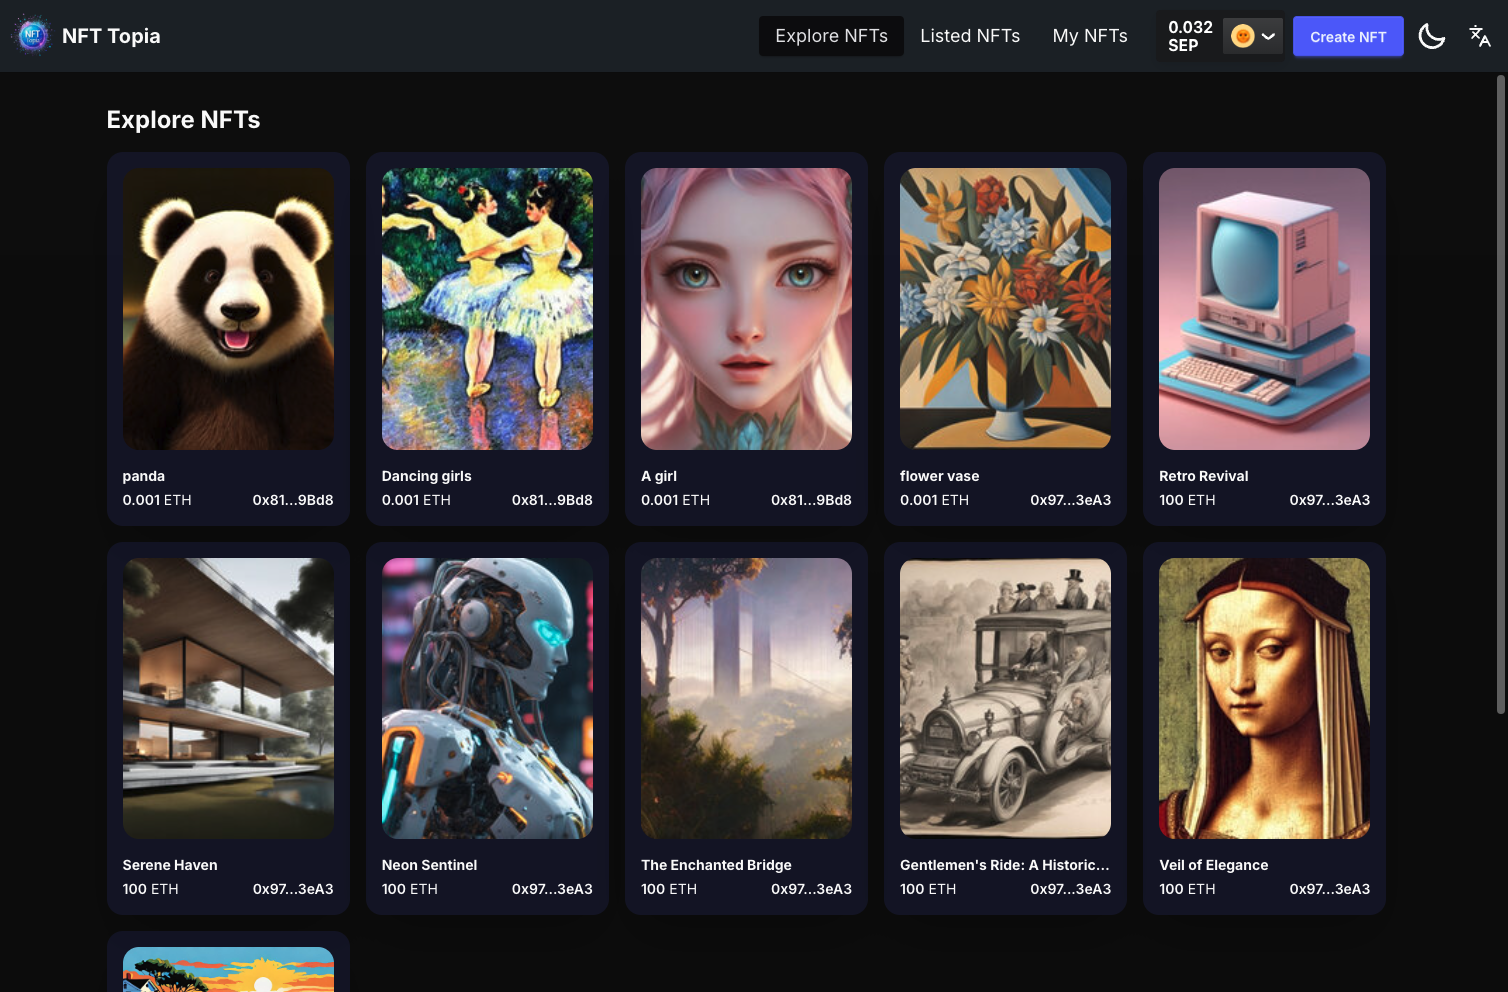 NFT Topia
Explore NFTs
Listed NFTs
My NFTs
0.032
SEP
Create NFT
Explore NFTs
panda
0.001 ETH
0x81...9Bd8
Dancing girls
0.001 ETH
0x81...9Bd8
A girl
0.001 ETH
0x81...9Bd8
flower vase
0.001 ETH
0x97...3eA3
Retro Revival
100 ETH
0x97...3eA3
Serene Haven
100 ETH
0x97...3eA3
Neon Sentinel
100 ETH
0x97...3eA3
The Enchanted Bridge
100 ETH
0x97...3eA3
Gentlemen's Ride: A Historic...
100 ETH
0x97...3eA3
Veil of Elegance
100 ETH
0x97...3eA3